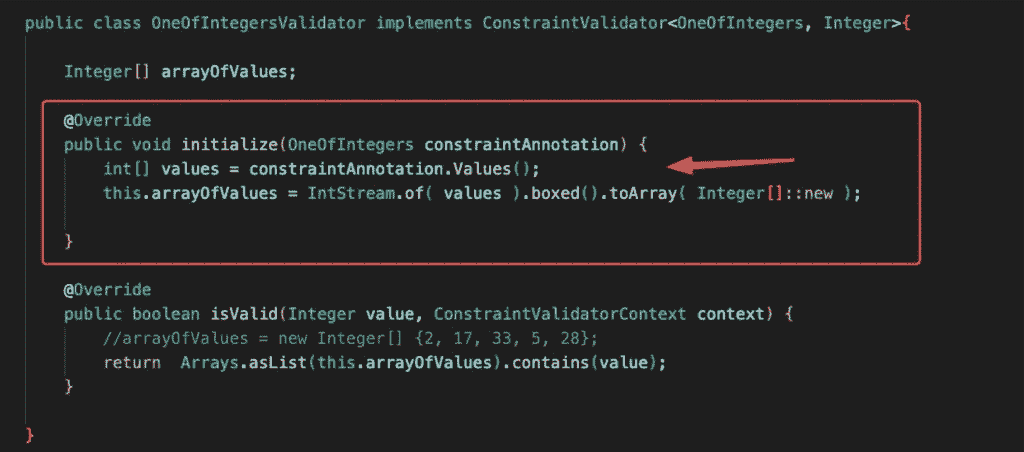 public class OneOfIntegersValidator implements ConstraintValidator<OneOfIntegers, Integer>{
Integer[] arrayOfValues;
@Override
public void initialize(OneOfIntegers constraintAnnotation) {
int[] values = constraintAnnotation.Values();
this.arrayOfValues = IntStream.of( values ).boxed().toArray( Integer[]::new );
}
@Override
public boolean isValid(Integer value, ConstraintValidatorContext context) {
//arrayOfValues = new Integer[] {2, 17, 33, 5, 28};
return  Arrays.asList(this.arrayOfValues).contains(value);
}
}